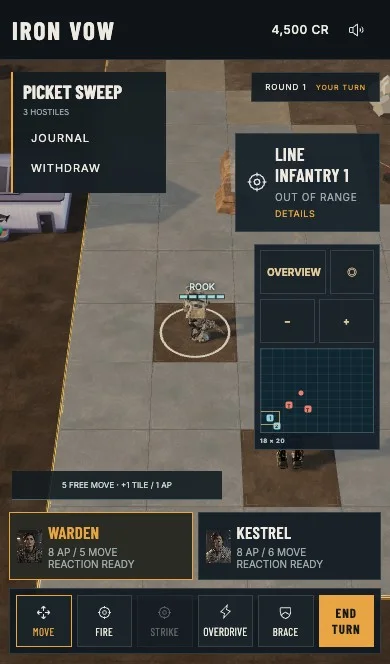 IRON VOW
4,500 CR
PICKET SWEEP
3 HOSTILES
JOURNAL
WITHDRAW
ROUND 1 YOUR TURN
LINE
INFANTRY 1
OUT OF RANGE
DETAILS
OVERVIEW
−
+
ROOK
1
2
T
T
18 × 20
5 FREE MOVE · +1 TILE / 1 AP
WARDEN
8 AP / 5 MOVE
REACTION READY
KESTREL
8 AP / 6 MOVE
REACTION READY
MOVE
FIRE
STRIKE
OVERDRIVE
BRACE
END
TURN